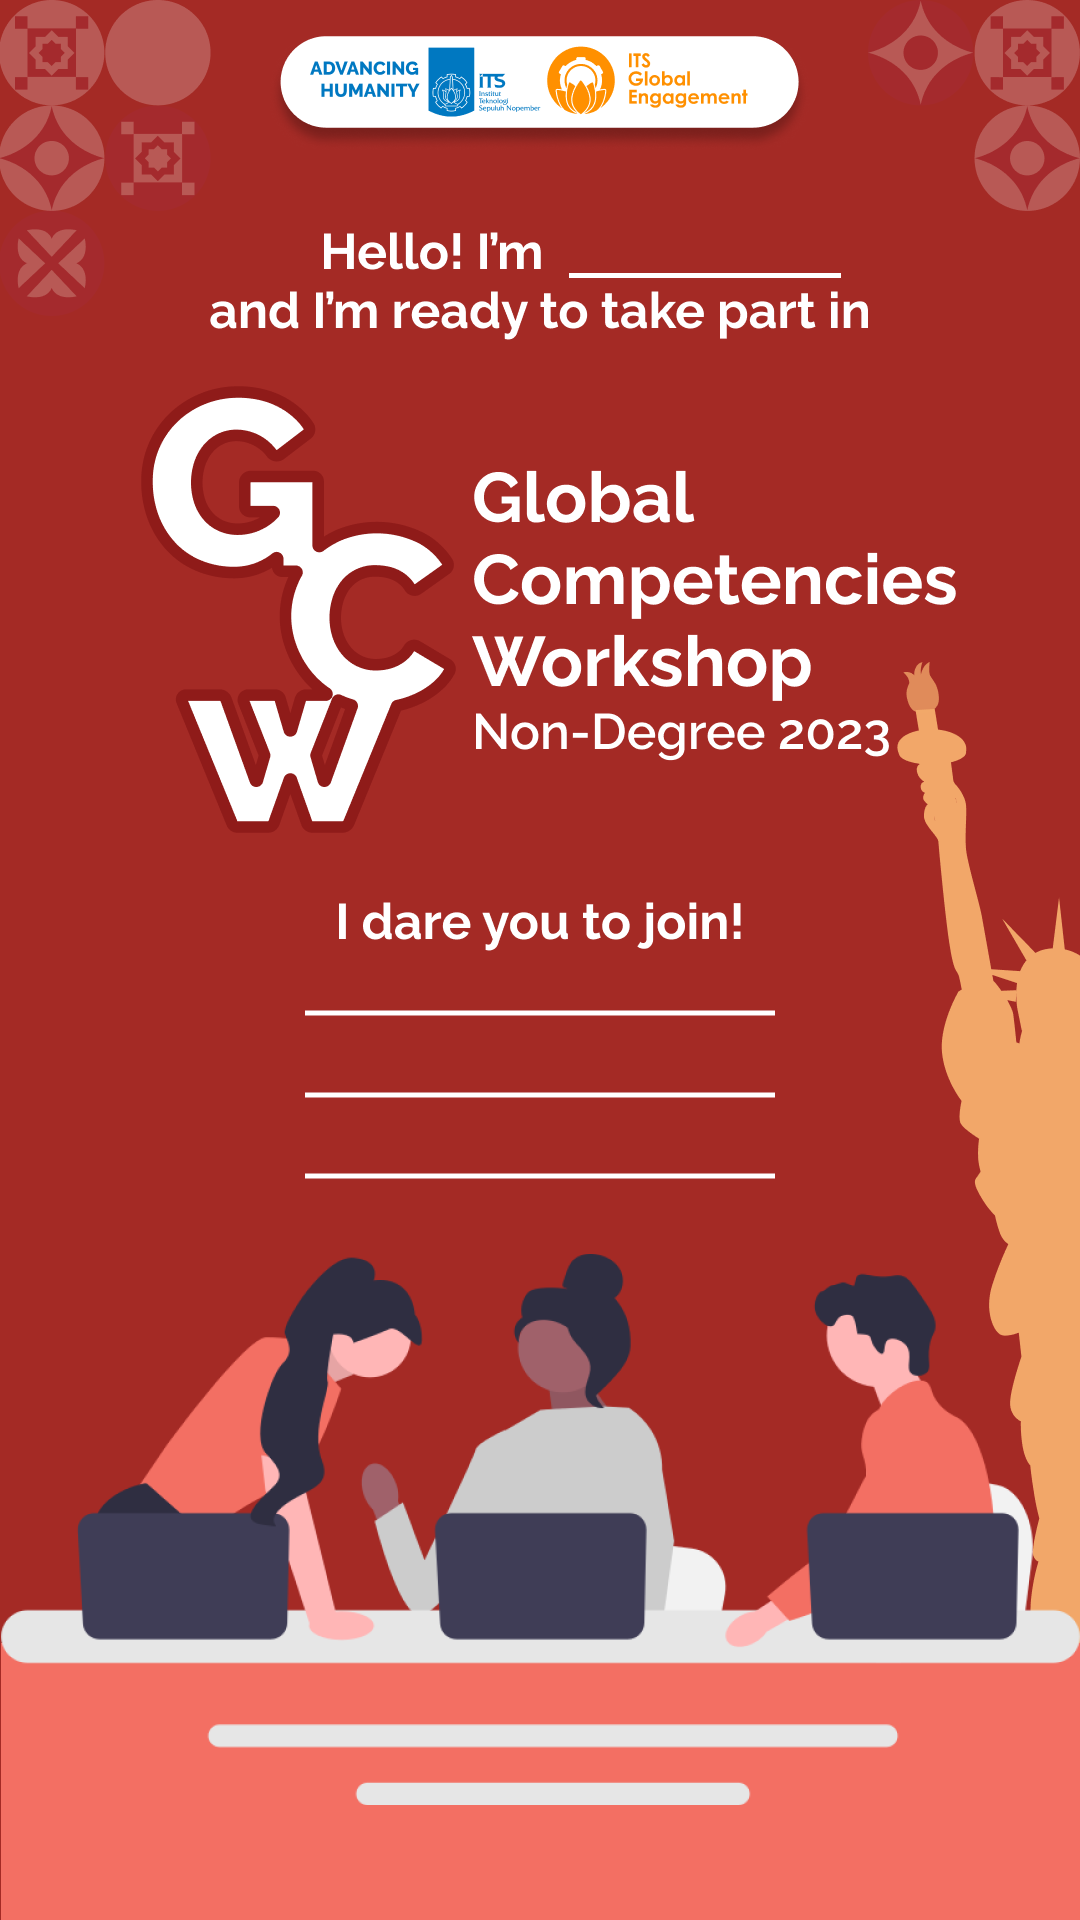 ADVANCING
HUMANITY
iTS
Institut
Teknologi
Sepuluh Nopember
ITS
Global
Engagement
Hello! I'm
and I'm ready to take part in
GCW
Global
Competencies
Workshop
Non-Degree 2023
I dare you to join!